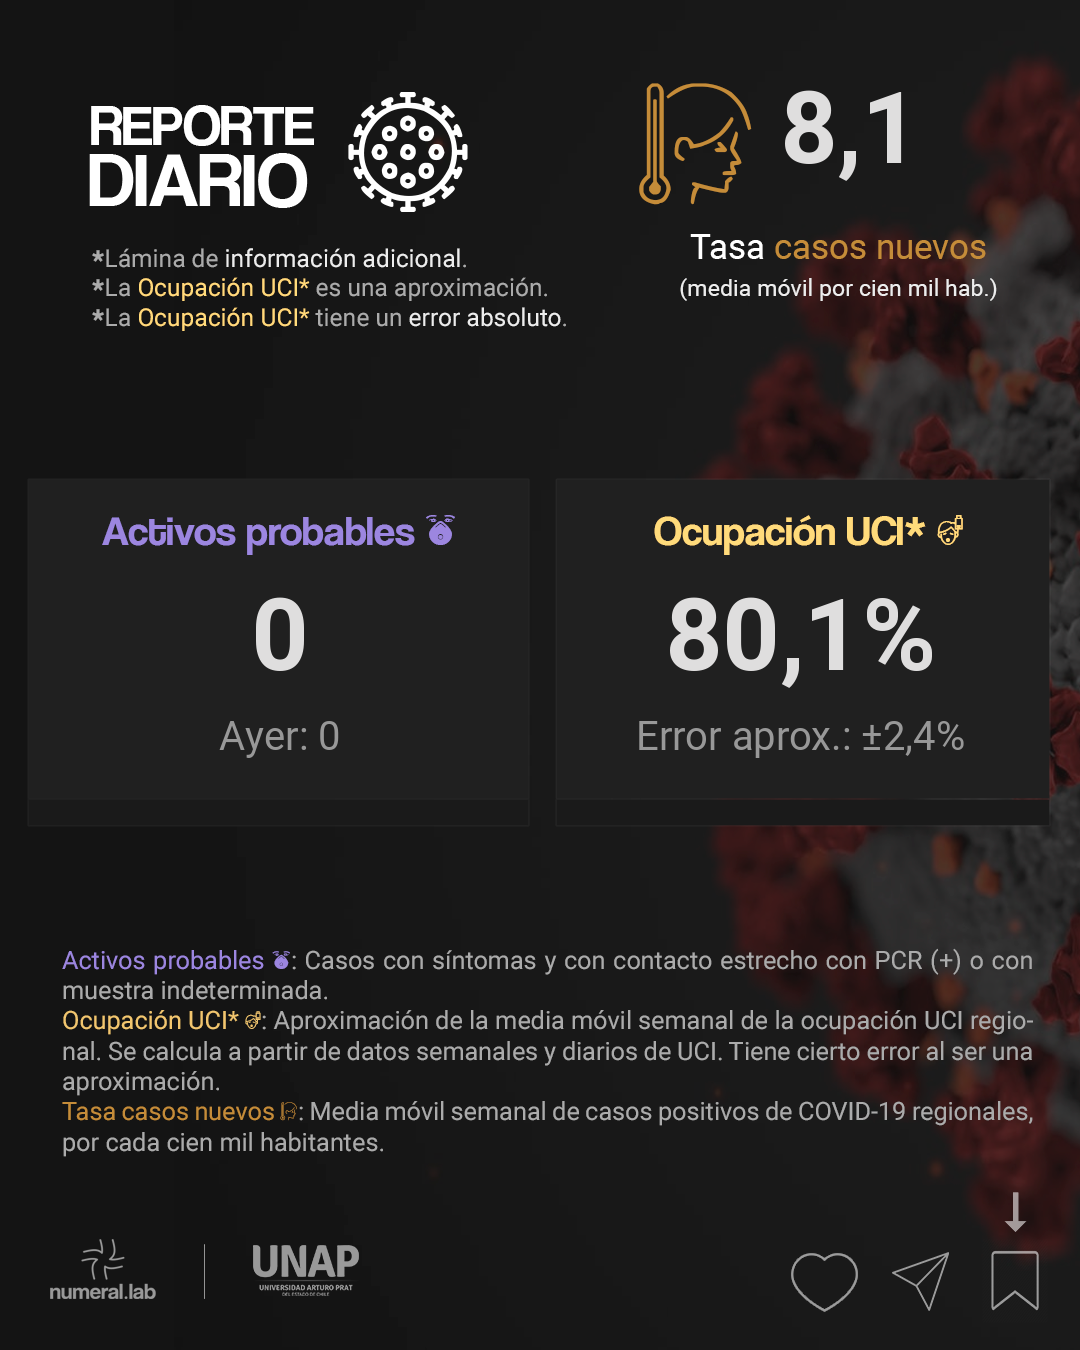 REPORTE
DIARIO
*Lámina de información adicional.
*La Ocupación UCI* es una aproximación.
*La Ocupación UCI* tiene un error absoluto.
8,1
Tasa casos nuevos
(media móvil por cien mil hab.)
Activos probables
0
Ayer: 0
Ocupación UCI*
80,1%
Error aprox.: ±2,4%
Activos probables : Casos con síntomas y con contacto estrecho con PCR (+) o con
muestra indeterminada.
Ocupación UCI* : Aproximación de la media móvil semanal de la ocupación UCI regio-
nal. Se calcula a partir de datos semanales y diarios de UCI. Tiene cierto error al ser una
aproximación.
Tasa casos nuevos : Media móvil semanal de casos positivos de COVID-19 regionales,
por cada cien mil habitantes.
numeral.lab
UNAP
UNIVERSIDAD ARTURO PRAT
DEL ESTADO DE CHILE